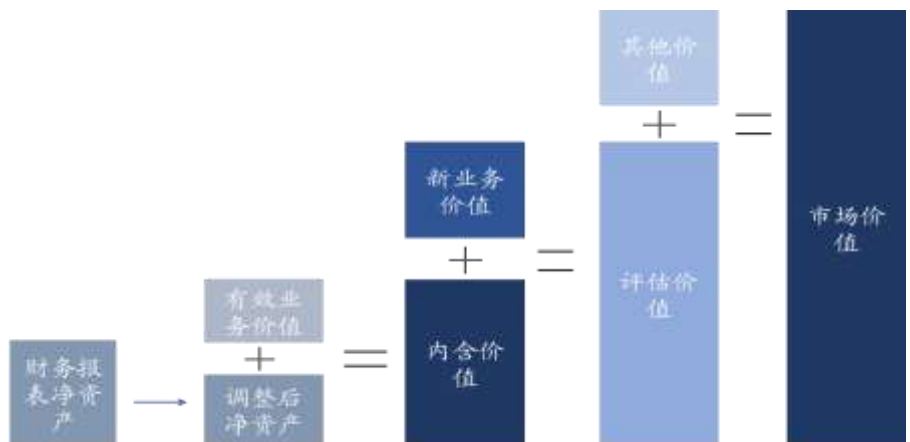 财务报
表净资
产
有效业
务价值
+
调整后
净资产
=
新业务
价值
+
内含价
值
=
其他价
值
+
评估价
值
=
市场价
值